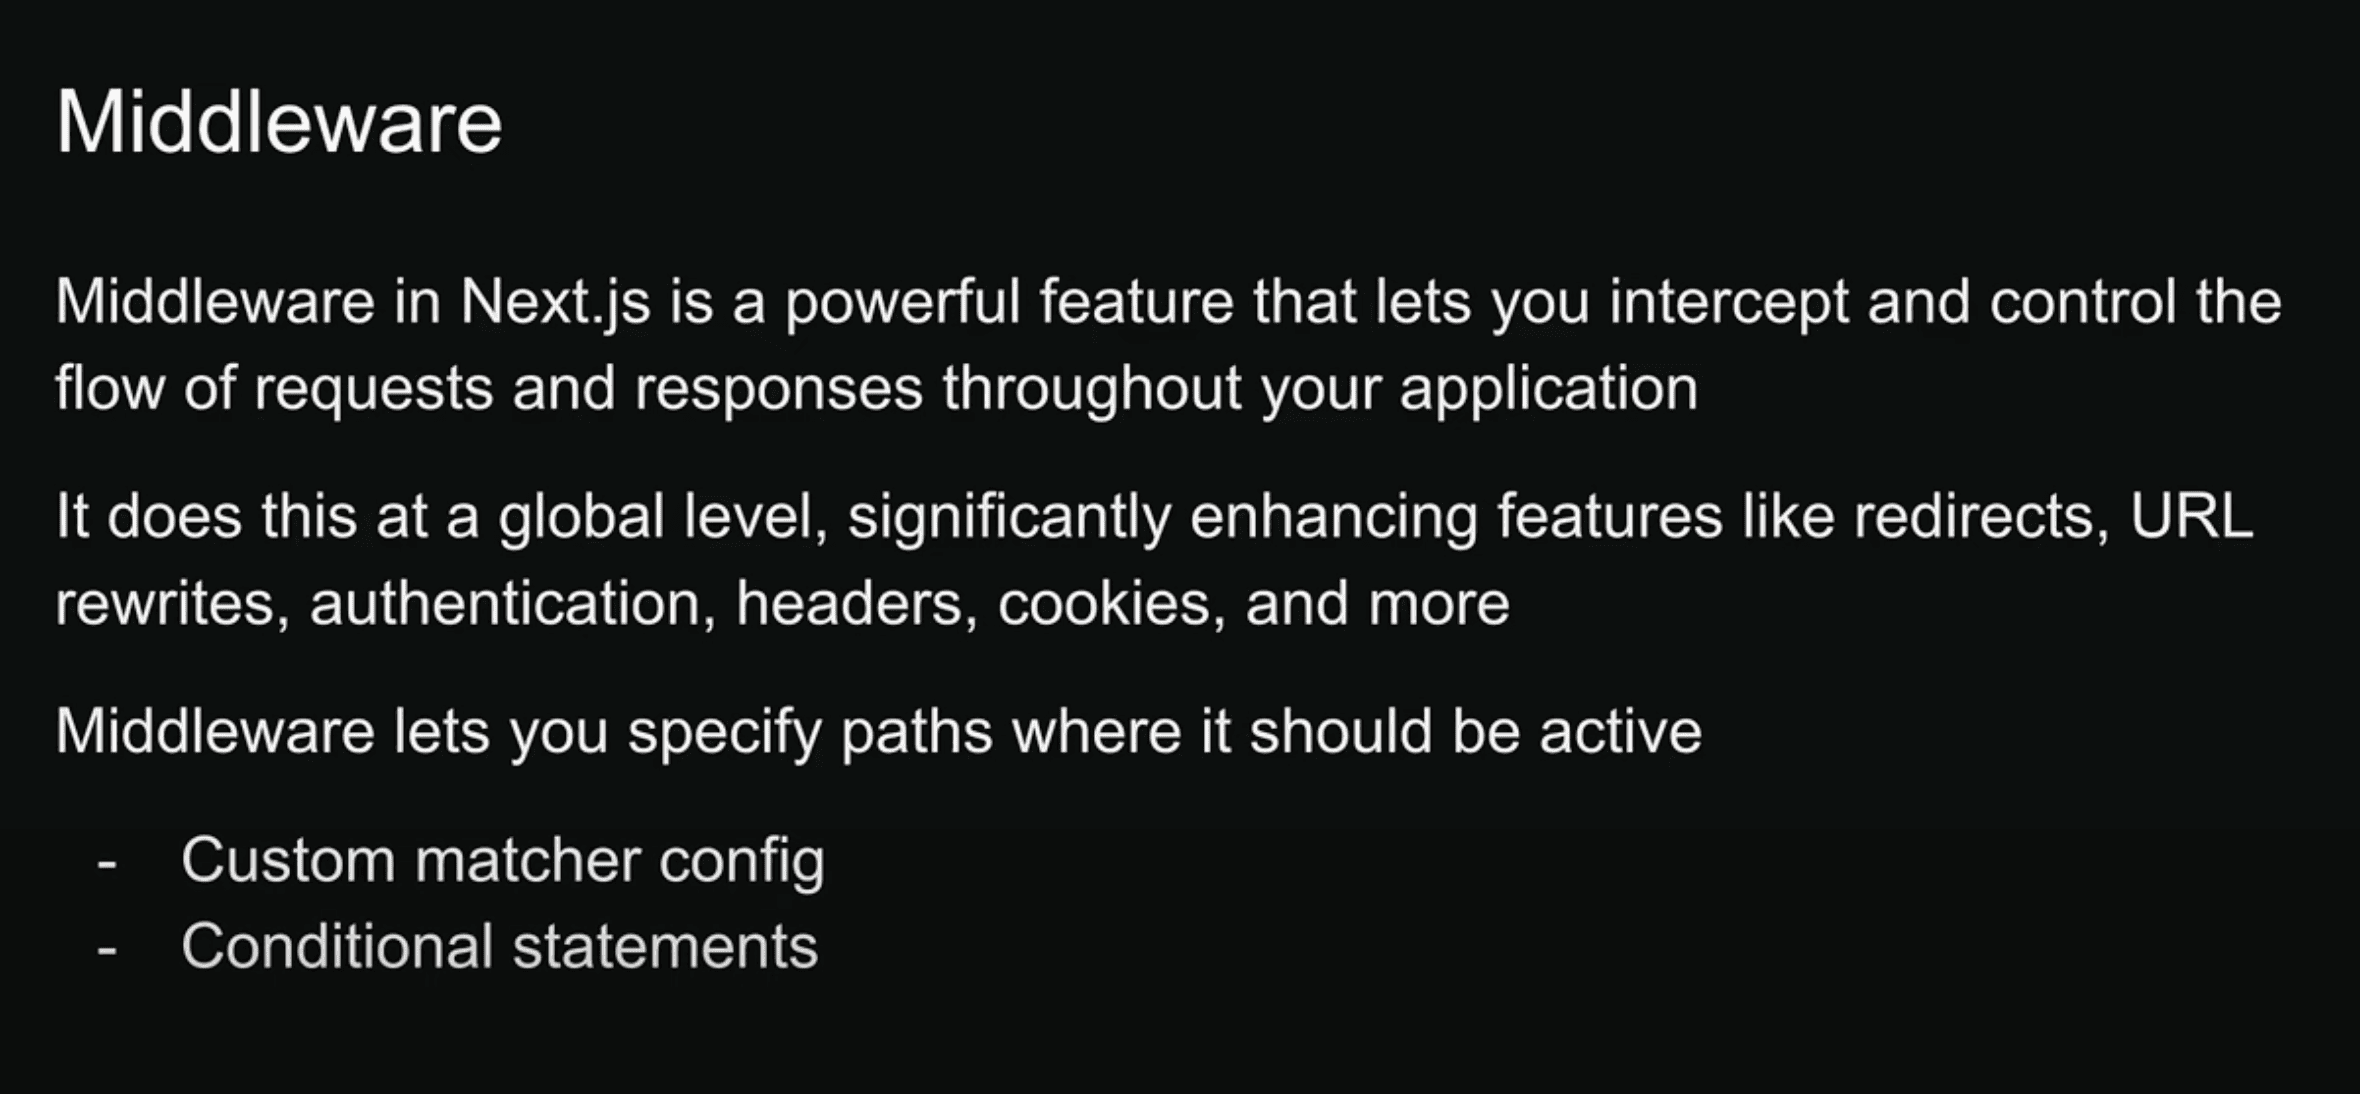 Middleware
Middleware in Next.js is a powerful feature that lets you intercept and control the
flow of requests and responses throughout your application
It does this at a global level, significantly enhancing features like redirects, URL
rewrites, authentication, headers, cookies, and more
Middleware lets you specify paths where it should be active
- Custom matcher config
- Conditional statements